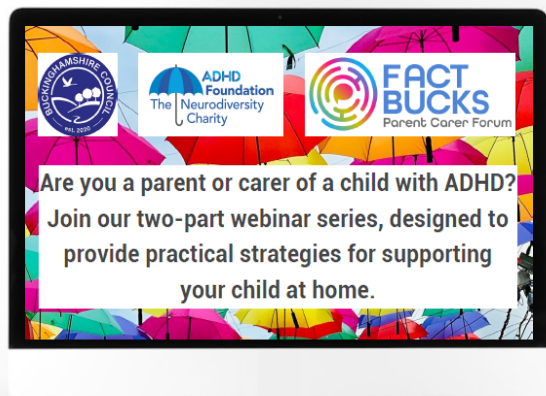 BUCKINGHAMSHIRE COUNCIL
EST. 2020
ADHD
Foundation
The Neurodiversity
Charity
FACT
BUCKS
Parent Carer Forum
Are you a parent or carer of a child with ADHD?
Join our two-part webinar series, designed to
provide practical strategies for supporting
your child at home.